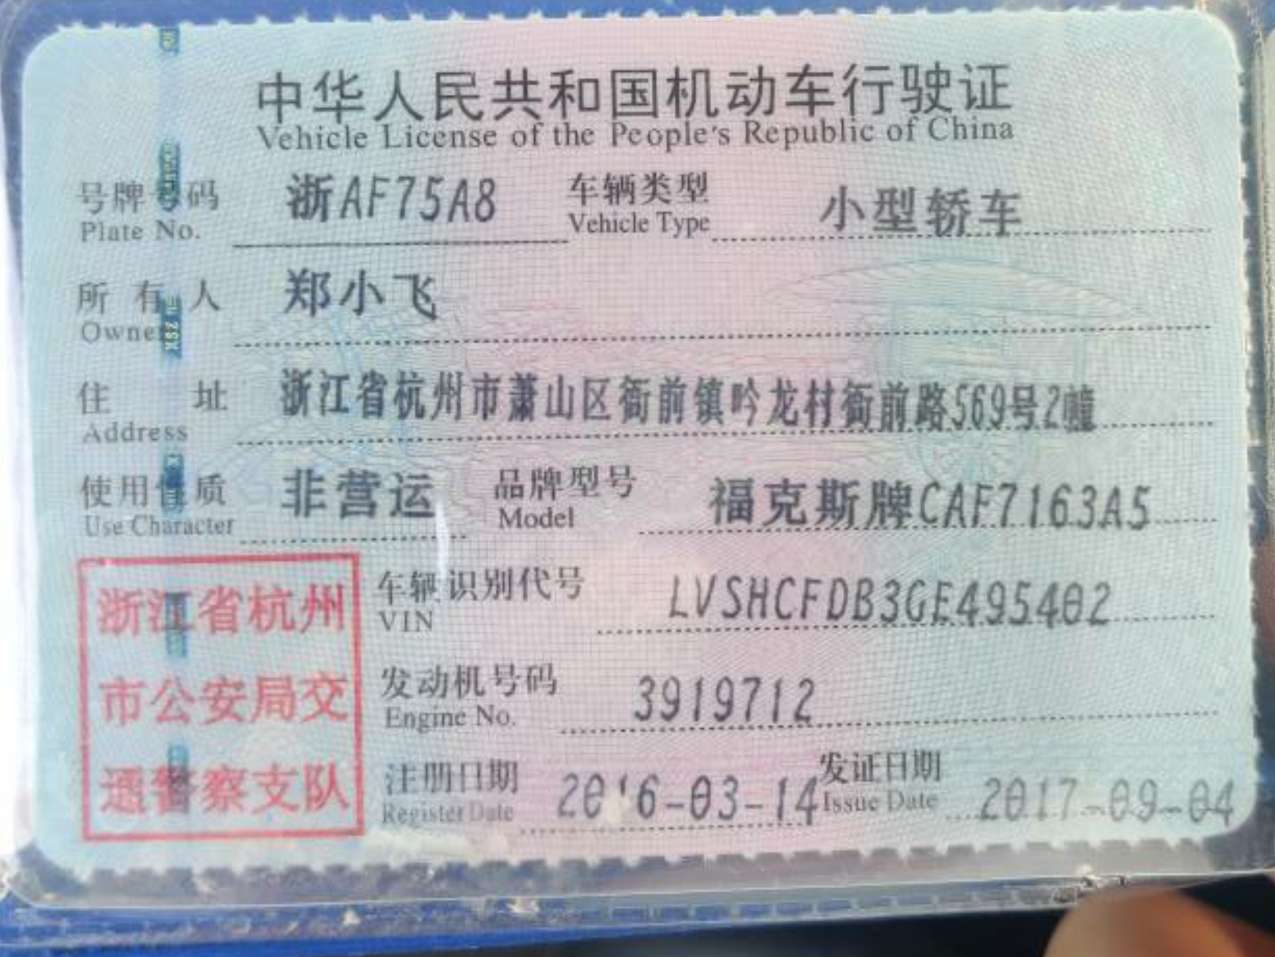 中华人民共和国机动车行驶证
Vehicle License of the People's Republic of China
号牌号码 浙AF75A8 车辆类型 小型轿车
Plate No. Vehicle Type
所有人 郑小飞
Owner
住址 浙江省杭州市萧山区衙前镇吟龙村衙前路569号2幢
Address
使用性质 非营运 品牌型号 福克斯牌CAF7163A5
Use Character Model
浙江省杭州
市公安局交
通警察支队
车辆识别代号 LVSHCFDB3GE495402
VIN
发动机号码 3919712
Engine No.
注册日期 2016-03-14 发证日期 2017-09-04
Register Date Issue Date